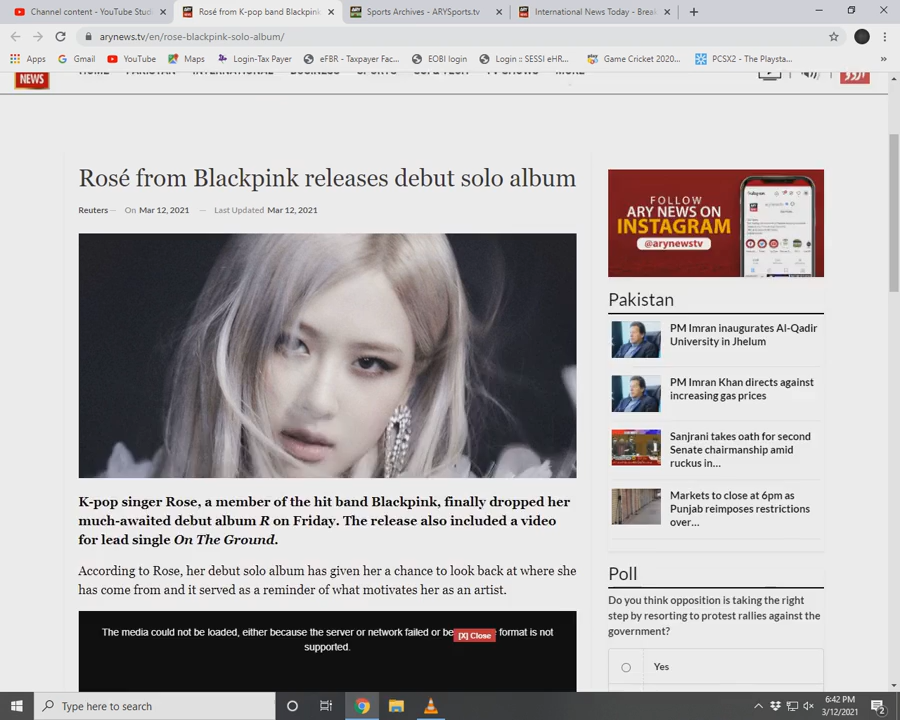 Channel content - YouTube Studi
Rosé from K-pop band Blackpink
Sports Archives - ARYSports.tv
International News Today - Brea
arynews.tv/en/rose-blackpink-solo-album/
Apps
Gmail
YouTube
Maps
Login-Tax Payer
eFBR - Taxpayer Fac...
EOBI login
Login :: SESSI eHR...
Game Cricket 2020...
PCSX2 - The Playsta...
NEWS
Rosé from Blackpink releases debut solo album
Reuters — On Mar 12, 2021 — Last Updated Mar 12, 2021
K-pop singer Rose, a member of the hit band Blackpink, finally dropped her
much-awaited debut album R on Friday. The release also included a video
for lead single On The Ground.
According to Rose, her debut solo album has given her a chance to look back at where she
has come from and it served as a reminder of what motivates her as an artist.
The media could not be loaded, either because the server or network failed or be
[X] Close
format is not
supported.
FOLLOW
ARY NEWS ON
INSTAGRAM
@arynewstv
Pakistan
PM Imran inaugurates Al-Qadir
University in Jhelum
PM Imran Khan directs against
increasing gas prices
Sanjrani takes oath for second
Senate chairmanship amid
ruckus in...
Markets to close at 6pm as
Punjab reimposes restrictions
over...
Poll
Do you think opposition is taking the right
step by resorting to protest rallies against the
government?
Yes
Type here to search
6:42 PM
3/12/2021
2